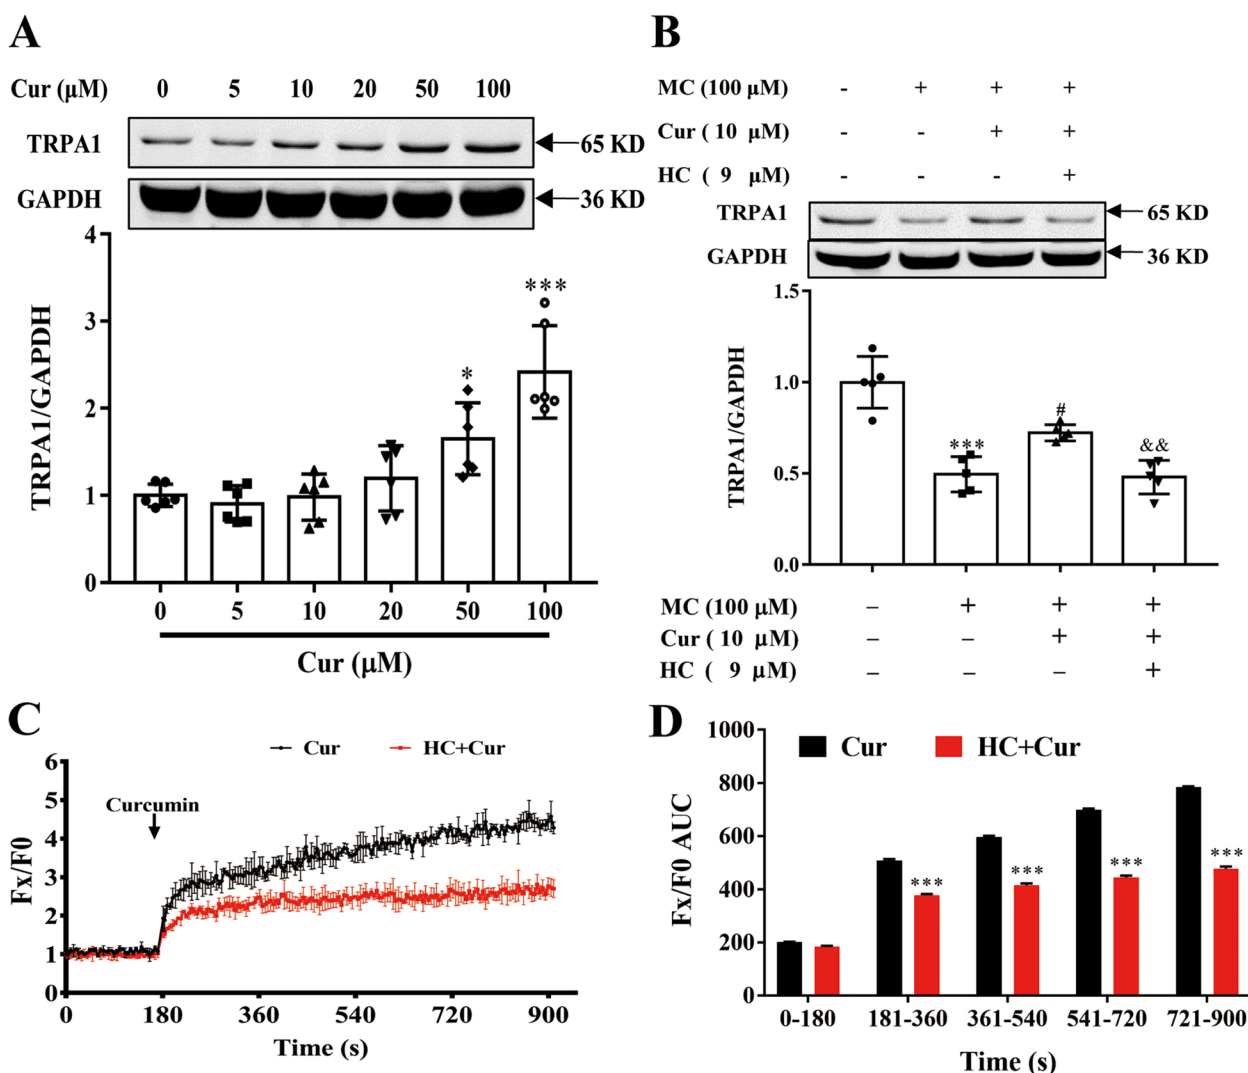 A
Cur (μM) 0 5 10 20 50 100
TRPA1 65 KD
GAPDH 36 KD
TRPA1/GAPDH
4
3
2
1
0
*
***
0 5 10 20 50 100
Cur (μM)
B
MC (100 μM) - + + +
Cur ( 10 μM) - - + +
HC ( 9 μM) - - - +
TRPA1 65 KD
GAPDH 36 KD
TRPA1/GAPDH
1.5
1.0
0.5
0.0
***
#
&&
MC (100 μM) – + + +
Cur ( 10 μM) – – + +
HC ( 9 μM) – – – +
C
Cur HC+Cur
Curcumin
Fx/F0
6
5
4
3
2
1
0
0 180 360 540 720 900
Time (s)
D
Cur HC+Cur
Fx/F0 AUC
1000
800
600
400
200
0
***
***
***
***
0-180 181-360 361-540 541-720 721-900
Time (s)